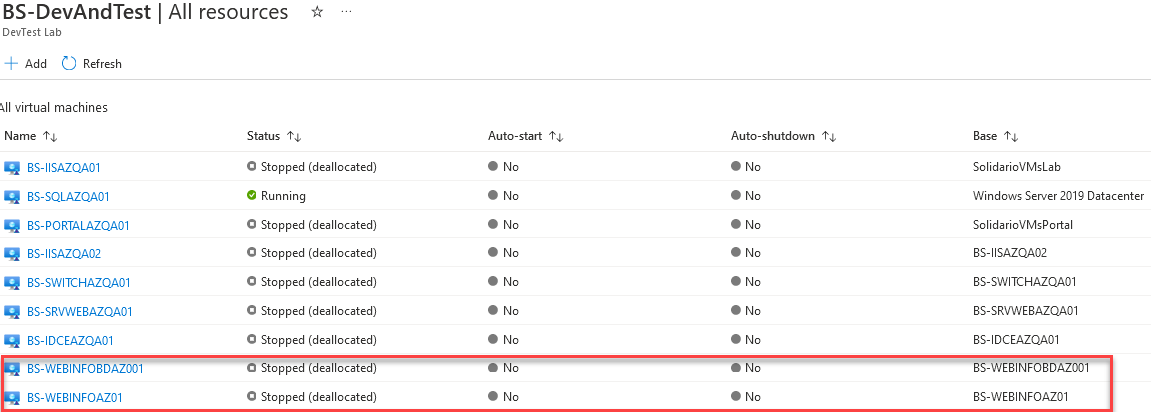 BS-DevAndTest | All resources ☆ ...
DevTest Lab
+ Add Refresh
All virtual machines
Name ↑↓ Status ↑↓ Auto-start ↑↓ Auto-shutdown ↑↓ Base ↑↓
BS-IISAZQA01 Stopped (deallocated) No No SolidarioVMsLab
BS-SQLAZQA01 Running No No Windows Server 2019 Datacenter
BS-PORTALAZQA01 Stopped (deallocated) No No SolidarioVMsPortal
BS-IISAZQA02 Stopped (deallocated) No No BS-IISAZQA02
BS-SWITCHAZQA01 Stopped (deallocated) No No BS-SWITCHAZQA01
BS-SRVWEBAZQA01 Stopped (deallocated) No No BS-SRVWEBAZQA01
BS-IDCEAZQA01 Stopped (deallocated) No No BS-IDCEAZQA01
BS-WEBINFOBDAZ001 Stopped (deallocated) No No BS-WEBINFOBDAZ001
BS-WEBINFOAZ01 Stopped (deallocated) No No BS-WEBINFOAZ01